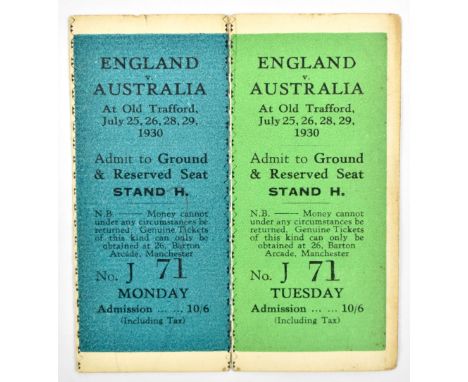 ENGLAND
v.
AUSTRALIA
At Old Trafford,
July 25, 26, 28, 29,
1930
Admit to Ground
& Reserved Seat
STAND H.
N.B. —— Money cannot
under any circumstances be
returned. Genuine Tickets
of this kind can only be
obtained at 26, Barton
Arcade, Manchester
No. J 71
MONDAY
Admission ... ... 10/6
(Including Tax)
ENGLAND
v.
AUSTRALIA
At Old Trafford,
July 25, 26, 28, 29,
1930
Admit to Ground
& Reserved Seat
STAND H.
N.B. —— Money cannot
under any circumstances be
returned. Genuine Tickets
of this kind can only be
obtained at 26, Barton
Arcade, Manchester
No. J 71
TUESDAY
Admission ... ... 10/6
(Including Tax)